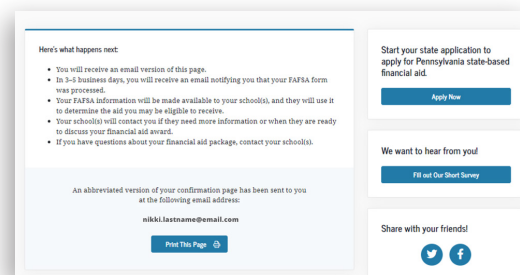 Here's what happens next:
You will receive an email version of this page.
In 3–5 business days, you will receive an email notifying you that your FAFSA form
was processed.
Your FAFSA information will be made available to your school(s), and they will use it
to determine the aid you may be eligible to receive.
Your school(s) will contact you if they need more information or when they are ready
to discuss your financial aid award.
If you have questions about your financial aid package, contact your school(s).
An abbreviated version of your confirmation page has been sent to you
at the following email address:
nikki.lastname@email.com
Print This Page
Start your state application to
apply for Pennsylvania state-based
financial aid.
Apply Now
We want to hear from you!
Fill out Our Short Survey
Share with your friends!